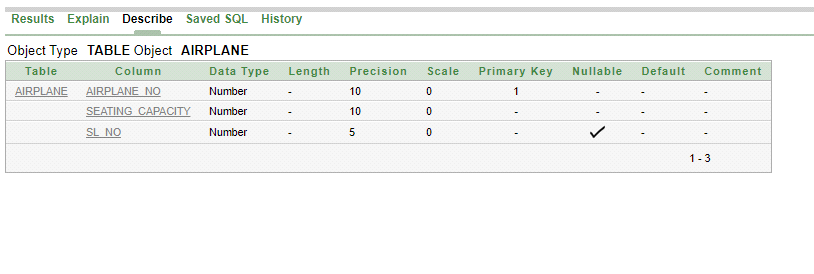 Results Explain Describe Saved SQL History
Object Type TABLE Object AIRPLANE
Table Column Data Type Length Precision Scale Primary Key Nullable Default Comment
AIRPLANE AIRPLANE_NO Number - 10 0 1 - - -
SEATING_CAPACITY Number - 10 0 - - - -
SL_NO Number - 5 0 - ✓ - -
1 - 3